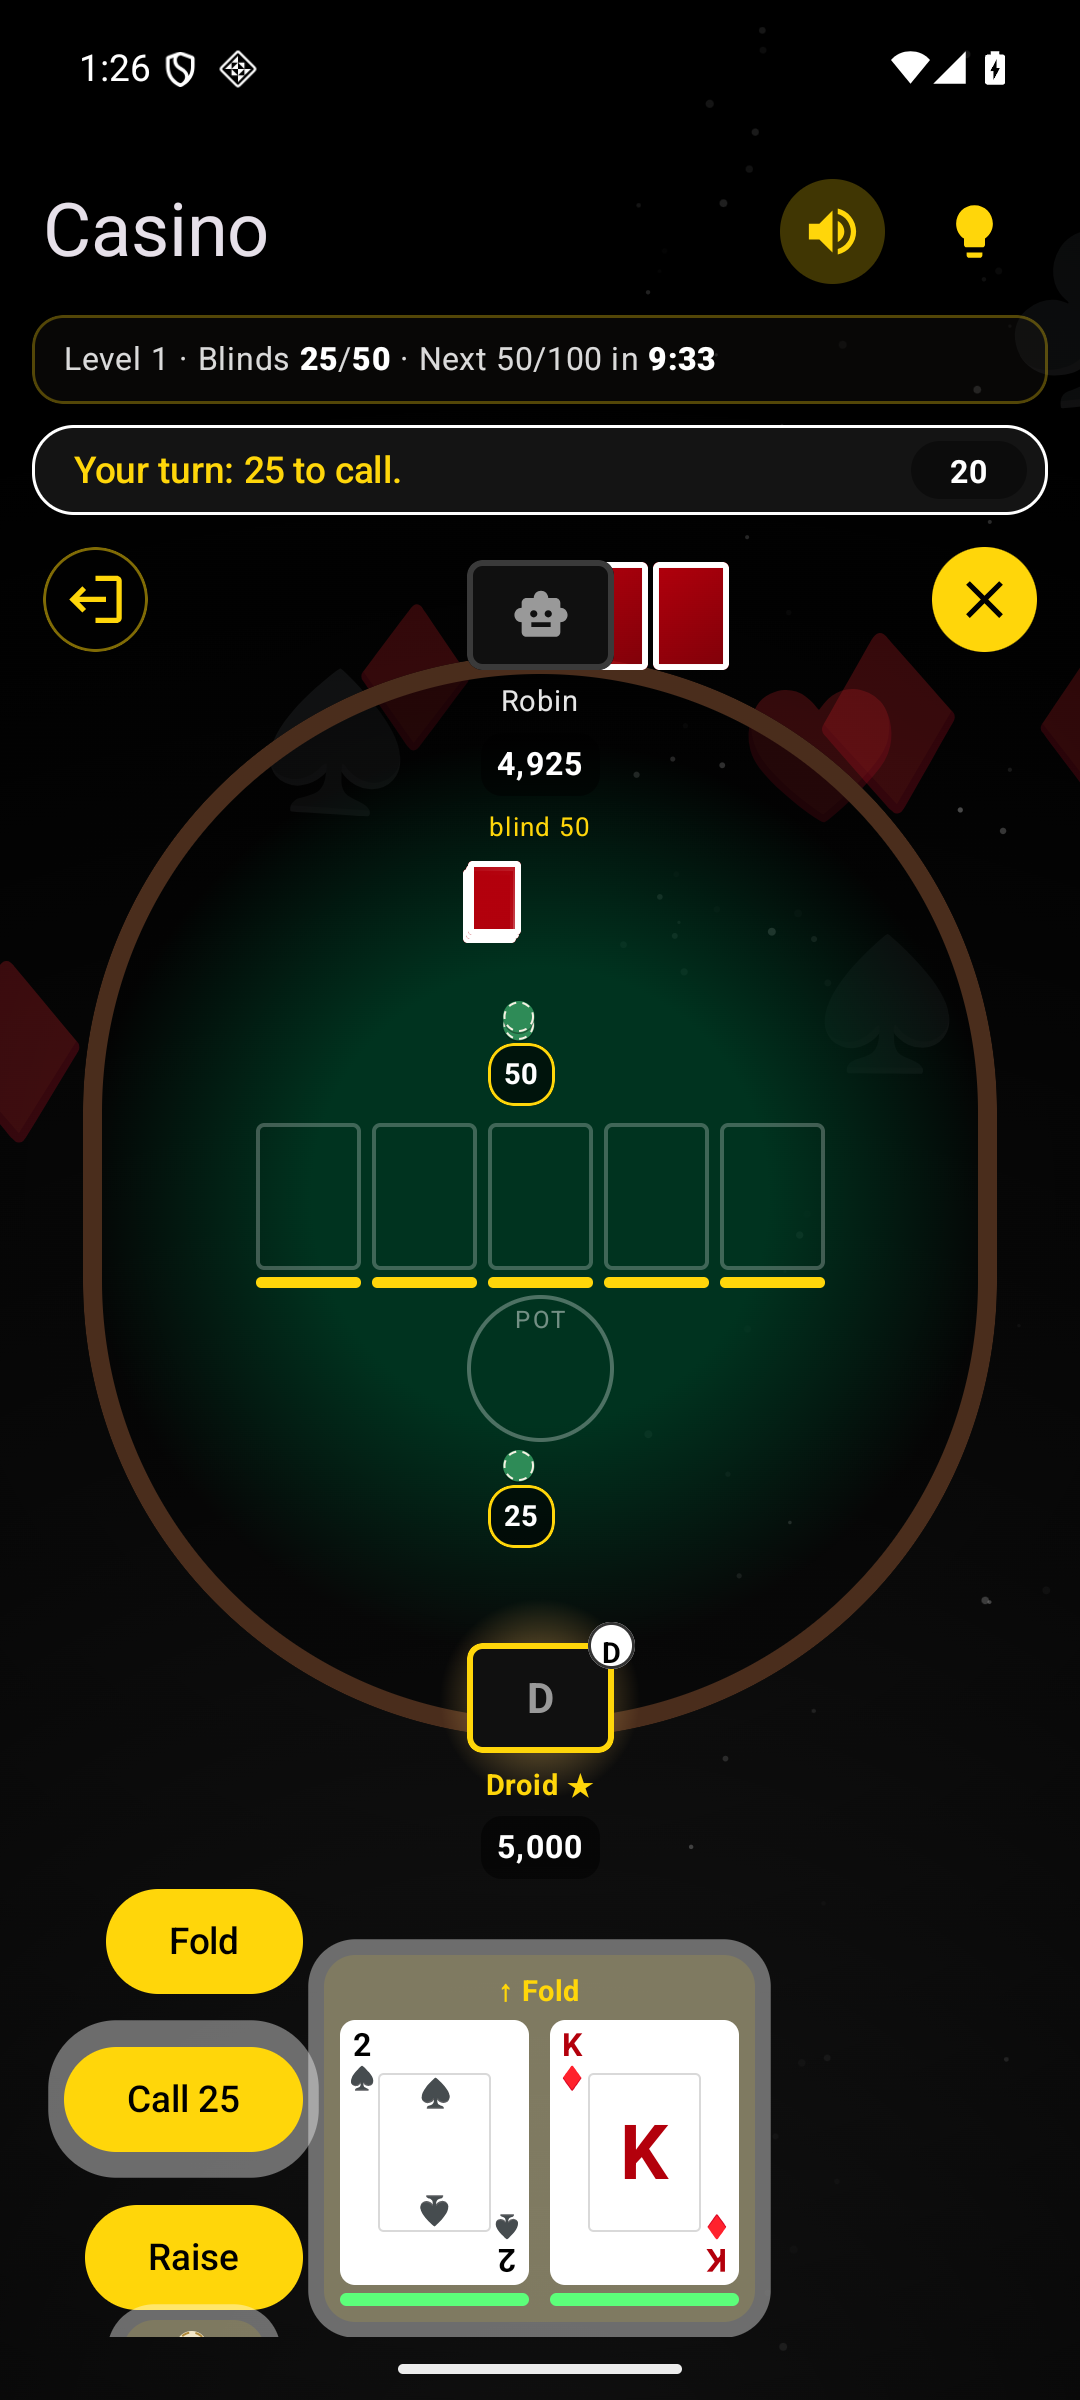 1:26
Casino
Level 1 · Blinds 25/50 · Next 50/100 in 9:33
Your turn: 25 to call.
20
Robin
4,925
blind 50
50
POT
25
D
D
Droid ★
5,000
Fold
↑ Fold
2
K
Call 25
K
2
K
Raise